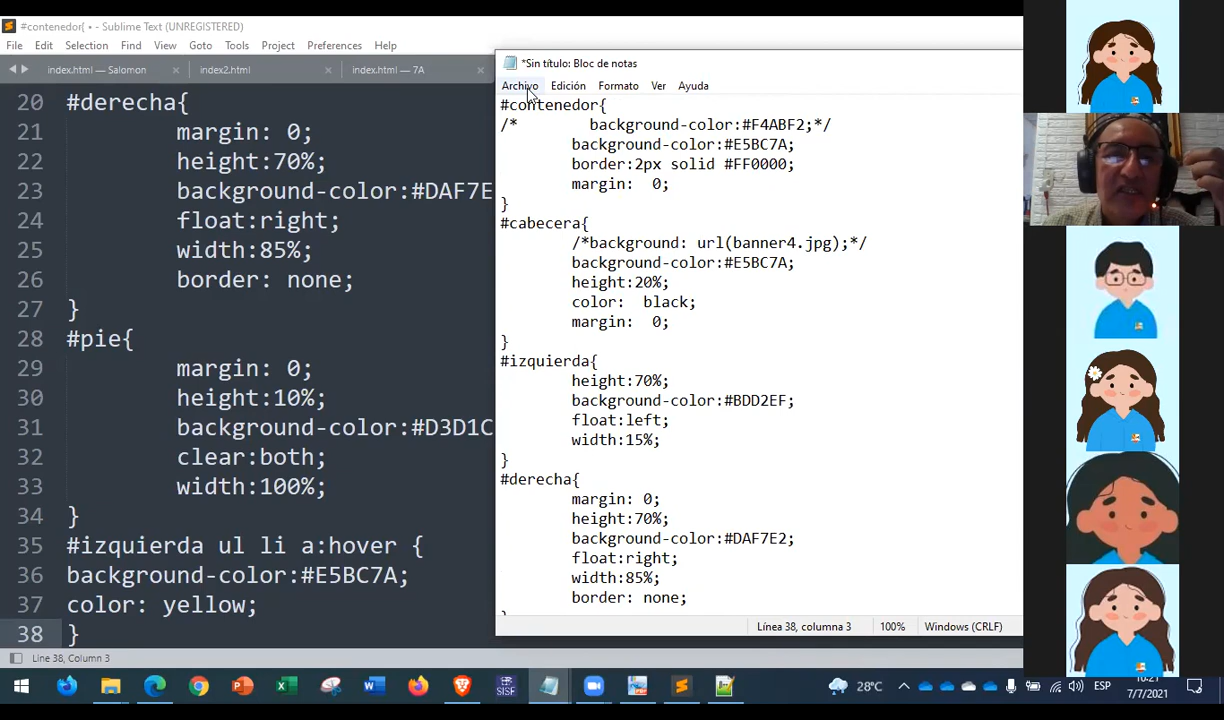 #contenedor{ • - Sublime Text (UNREGISTERED)
File Edit Selection Find View Goto Tools Project Preferences Help
index.html — Salomon × index2.html × index.html — 7A ×
20 #derecha{
21 margin: 0;
22 height:70%;
23 background-color:#DAF7E
24 float:right;
25 width:85%;
26 border: none;
27 }
28 #pie{
29 margin: 0;
30 height:10%;
31 background-color:#D3D1C
32 clear:both;
33 width:100%;
34 }
35 #izquierda ul li a:hover {
36 background-color:#E5BC7A;
37 color: yellow;
38 }
Line 38, Column 3
*Sin título: Bloc de notas
Archivo Edición Formato Ver Ayuda
#contenedor{
/* background-color:#F4ABF2;*/
background-color:#E5BC7A;
border:2px solid #FF0000;
margin: 0;
}
#cabecera{
/*background: url(banner4.jpg);*/
background-color:#E5BC7A;
height:20%;
color: black;
margin: 0;
}
#izquierda{
height:70%;
background-color:#BDD2EF;
float:left;
width:15%;
}
#derecha{
margin: 0;
height:70%;
background-color:#DAF7E2;
float:right;
width:85%;
border: none;
}
Línea 38, columna 3 100% Windows (CRLF)
SISF
28°C ESP
10:21
7/7/2021